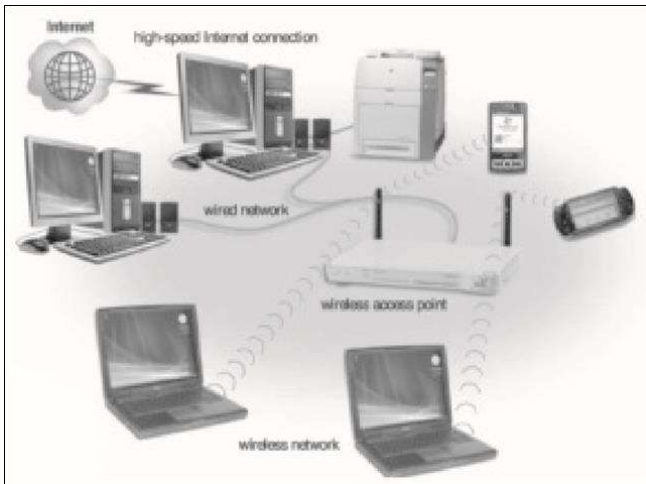 Internet
high-speed Internet connection
wired network
wireless access point
wireless network